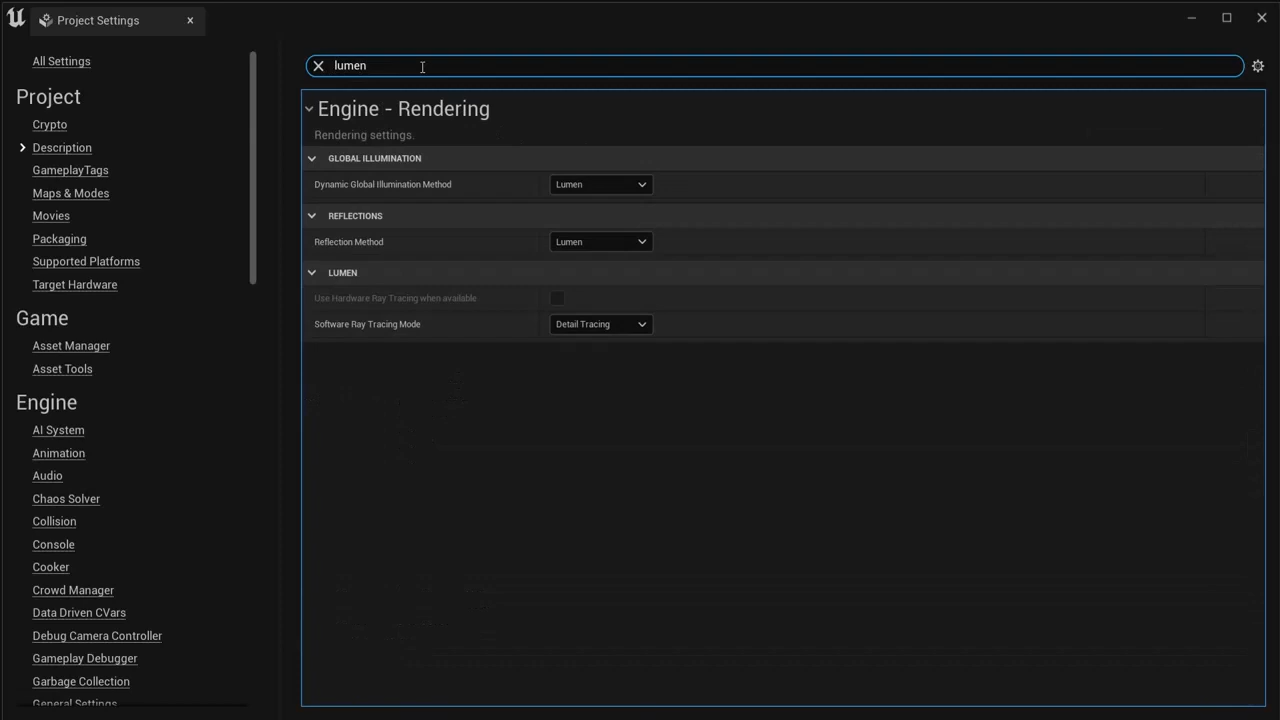 Project Settings
All Settings
Project
Crypto
Description
GameplayTags
Maps & Modes
Movies
Packaging
Supported Platforms
Target Hardware
Game
Asset Manager
Asset Tools
Engine
AI System
Animation
Audio
Chaos Solver
Collision
Console
Cooker
Crowd Manager
Data Driven CVars
Debug Camera Controller
Gameplay Debugger
Garbage Collection
General Settings
lumen
Engine - Rendering
Rendering settings.
GLOBAL ILLUMINATION
Dynamic Global Illumination Method Lumen
REFLECTIONS
Reflection Method Lumen
LUMEN
Use Hardware Ray Tracing when available
Software Ray Tracing Mode Detail Tracing